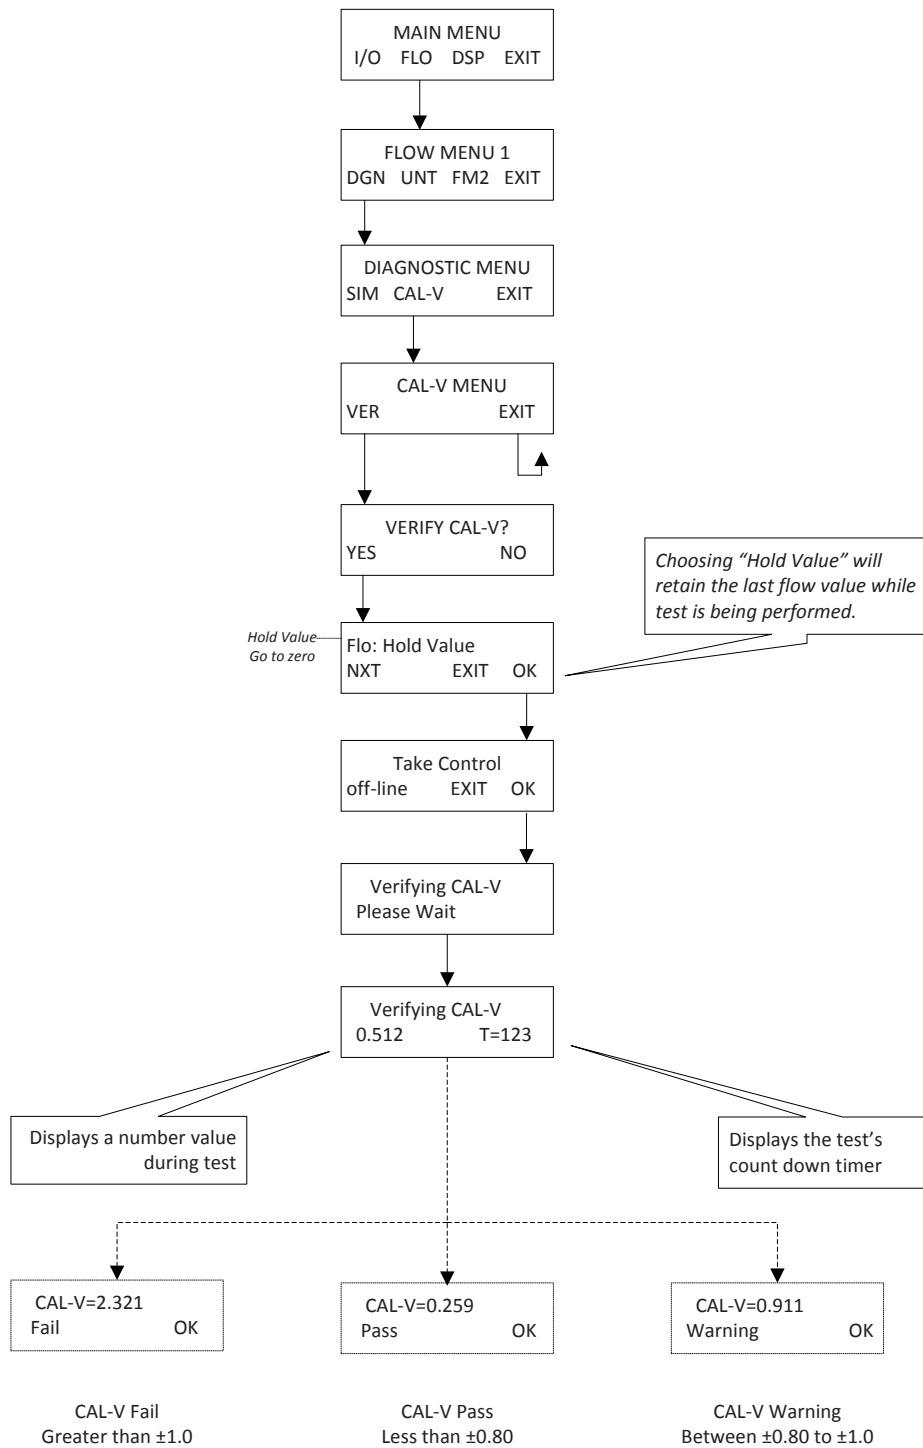 MAIN MENU
I/O FLO DSP EXIT
FLOW MENU 1
DGN UNT FM2 EXIT
DIAGNOSTIC MENU
SIM CAL-V EXIT
CAL-V MENU
VER EXIT
VERIFY CAL-V?
YES NO
Choosing “Hold Value” will
retain the last flow value while
test is being performed.
Hold Value
Go to zero
Flo: Hold Value
NXT EXIT OK
Take Control
off-line EXIT OK
Verifying CAL-V
Please Wait
Verifying CAL-V
0.512 T=123
Displays a number value
during test
Displays the test’s
count down timer
CAL-V=2.321
Fail OK
CAL-V=0.259
Pass OK
CAL-V=0.911
Warning OK
CAL-V Fail
Greater than ±1.0
CAL-V Pass
Less than ±0.80
CAL-V Warning
Between ±0.80 to ±1.0